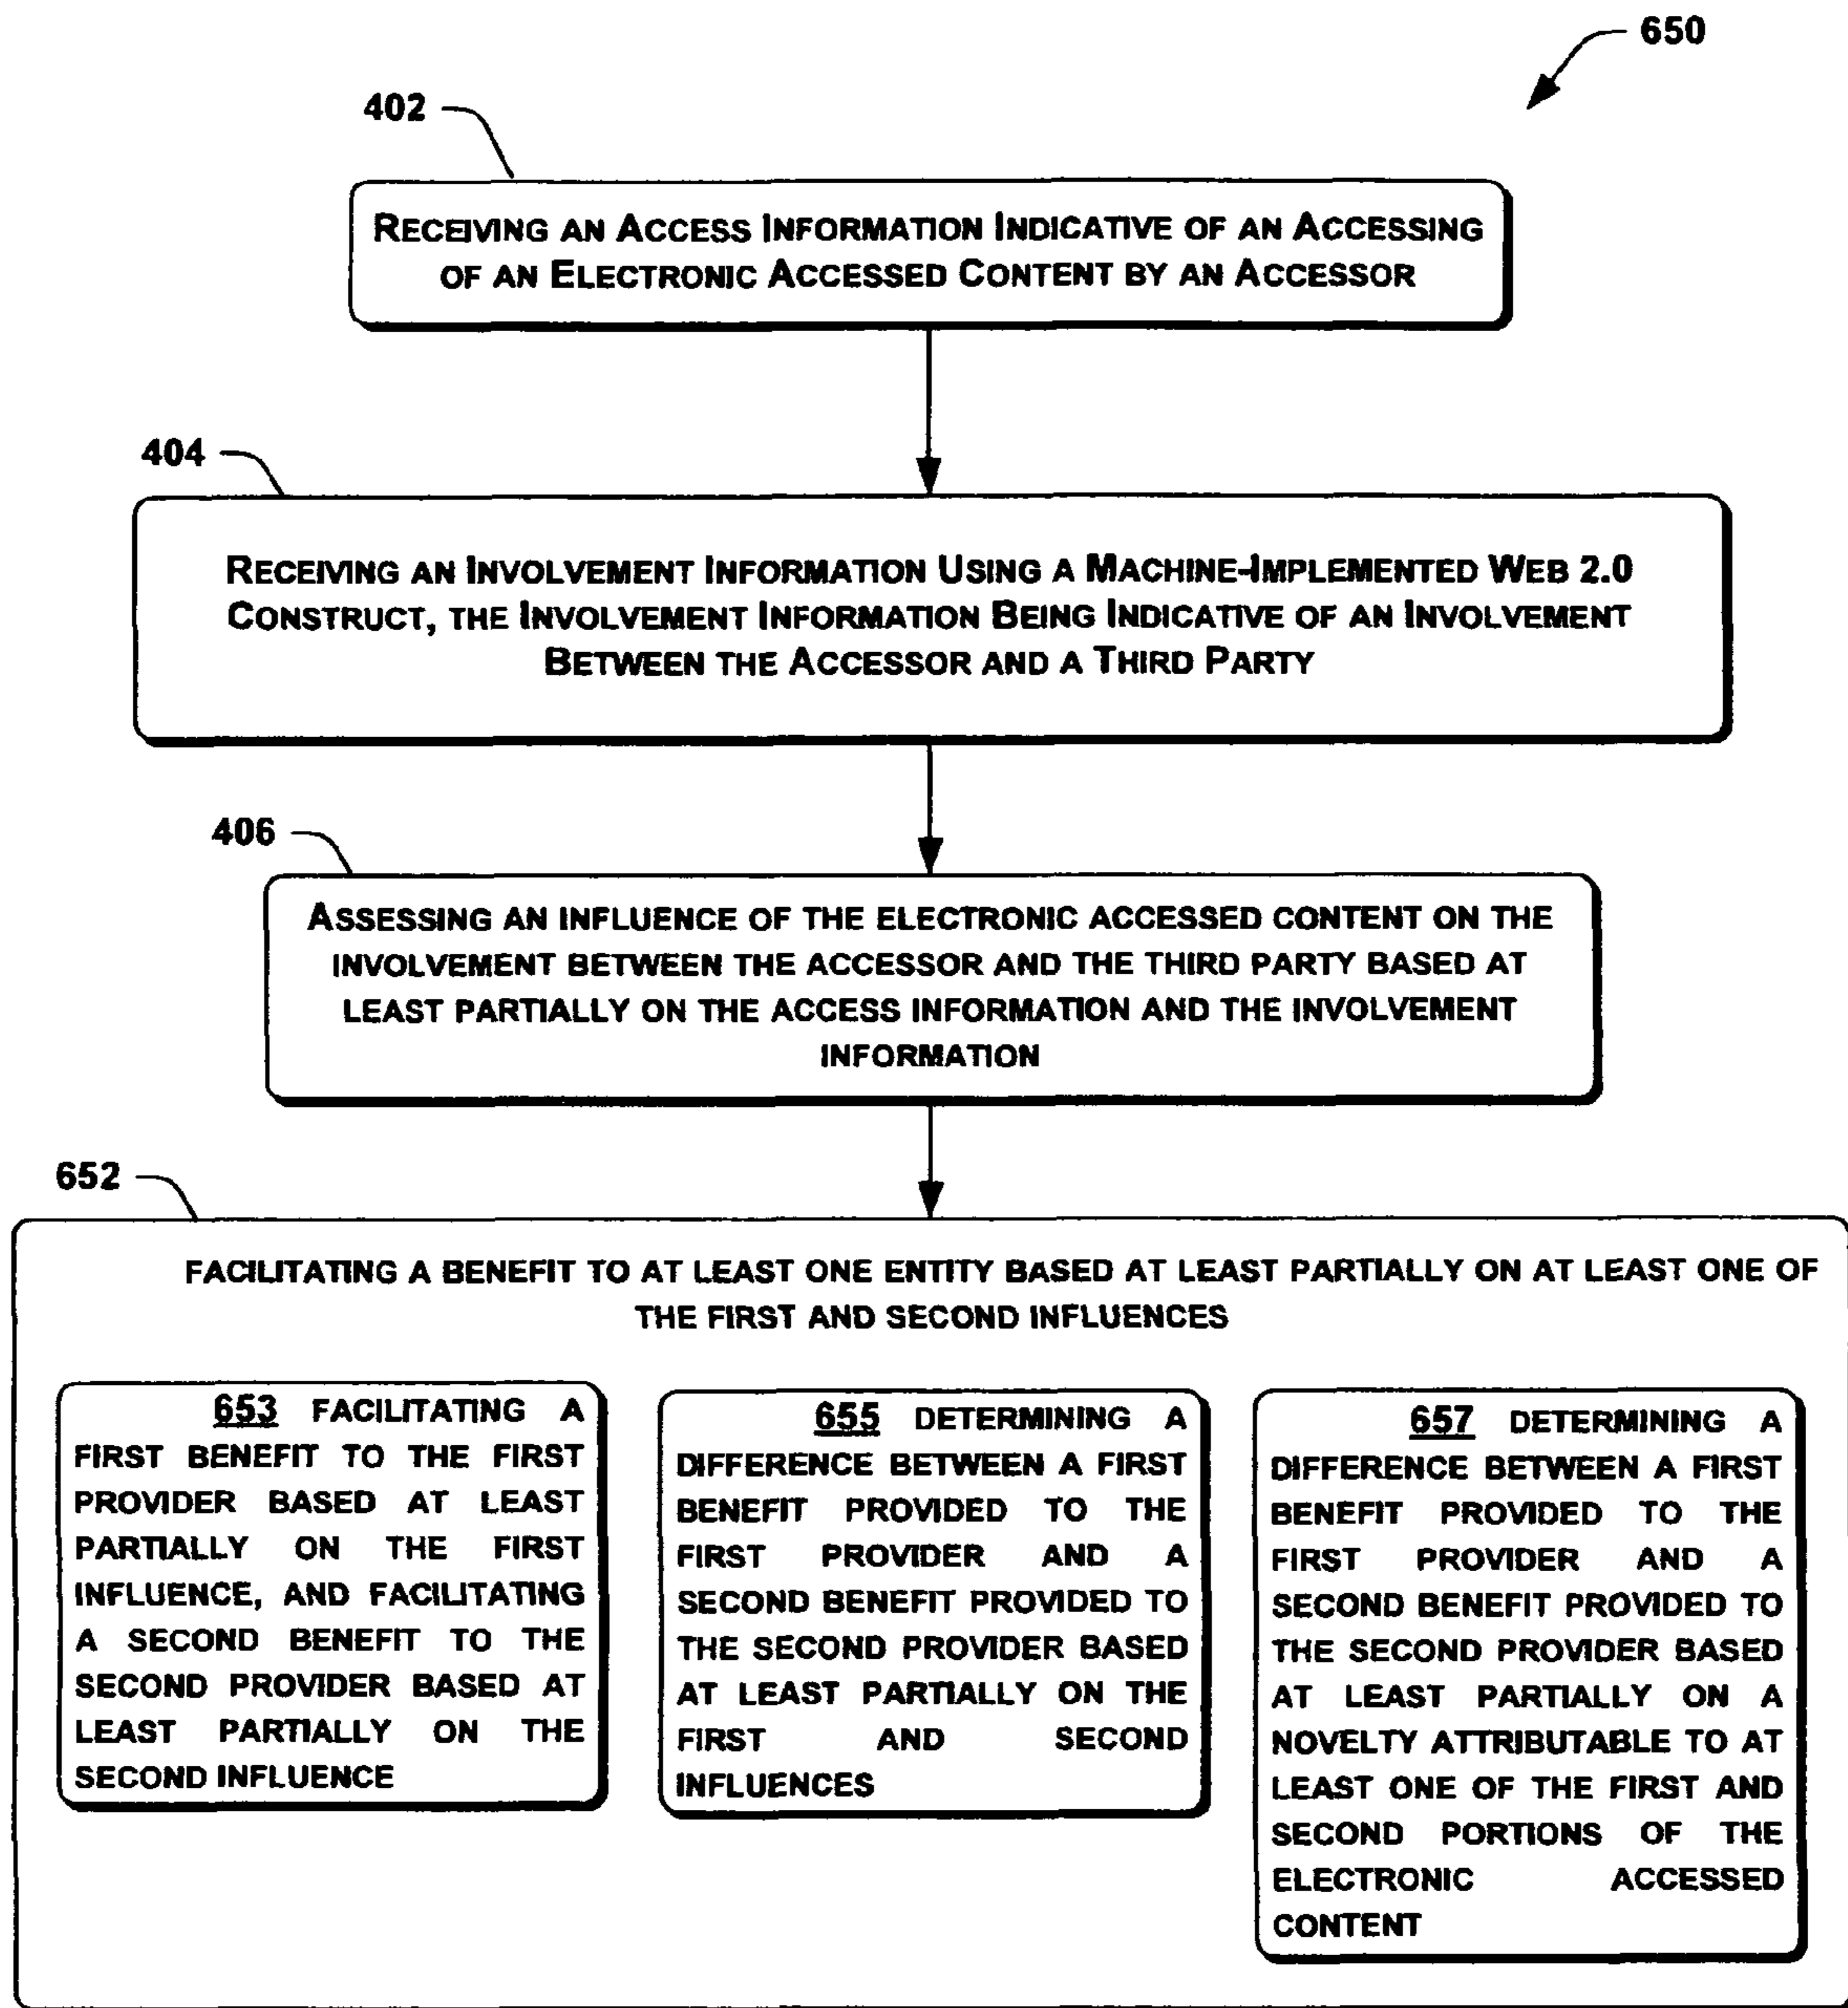 650
402
RECEIVING AN ACCESS INFORMATION INDICATIVE OF AN ACCESSING
OF AN ELECTRONIC ACCESSED CONTENT BY AN ACCESSOR
404
RECEIVING AN INVOLVEMENT INFORMATION USING A MACHINE-IMPLEMENTED WEB 2.0
CONSTRUCT, THE INVOLVEMENT INFORMATION BEING INDICATIVE OF AN INVOLVEMENT
BETWEEN THE ACCESSOR AND A THIRD PARTY
406
ASSESSING AN INFLUENCE OF THE ELECTRONIC ACCESSED CONTENT ON THE
INVOLVEMENT BETWEEN THE ACCESSOR AND THE THIRD PARTY BASED AT
LEAST PARTIALLY ON THE ACCESS INFORMATION AND THE INVOLVEMENT
INFORMATION
652
FACILITATING A BENEFIT TO AT LEAST ONE ENTITY BASED AT LEAST PARTIALLY ON AT LEAST ONE OF
THE FIRST AND SECOND INFLUENCES
653 FACILITATING A
FIRST BENEFIT TO THE FIRST
PROVIDER BASED AT LEAST
PARTIALLY ON THE FIRST
INFLUENCE, AND FACILITATING
A SECOND BENEFIT TO THE
SECOND PROVIDER BASED AT
LEAST PARTIALLY ON THE
SECOND INFLUENCE
655 DETERMINING A
DIFFERENCE BETWEEN A FIRST
BENEFIT PROVIDED TO THE
FIRST PROVIDER AND A
SECOND BENEFIT PROVIDED TO
THE SECOND PROVIDER BASED
AT LEAST PARTIALLY ON THE
FIRST AND SECOND
INFLUENCES
657 DETERMINING A
DIFFERENCE BETWEEN A FIRST
BENEFIT PROVIDED TO THE
FIRST PROVIDER AND A
SECOND BENEFIT PROVIDED TO
THE SECOND PROVIDER BASED
AT LEAST PARTIALLY ON A
NOVELTY ATTRIBUTABLE TO AT
LEAST ONE OF THE FIRST AND
SECOND PORTIONS OF THE
ELECTRONIC ACCESSED
CONTENT